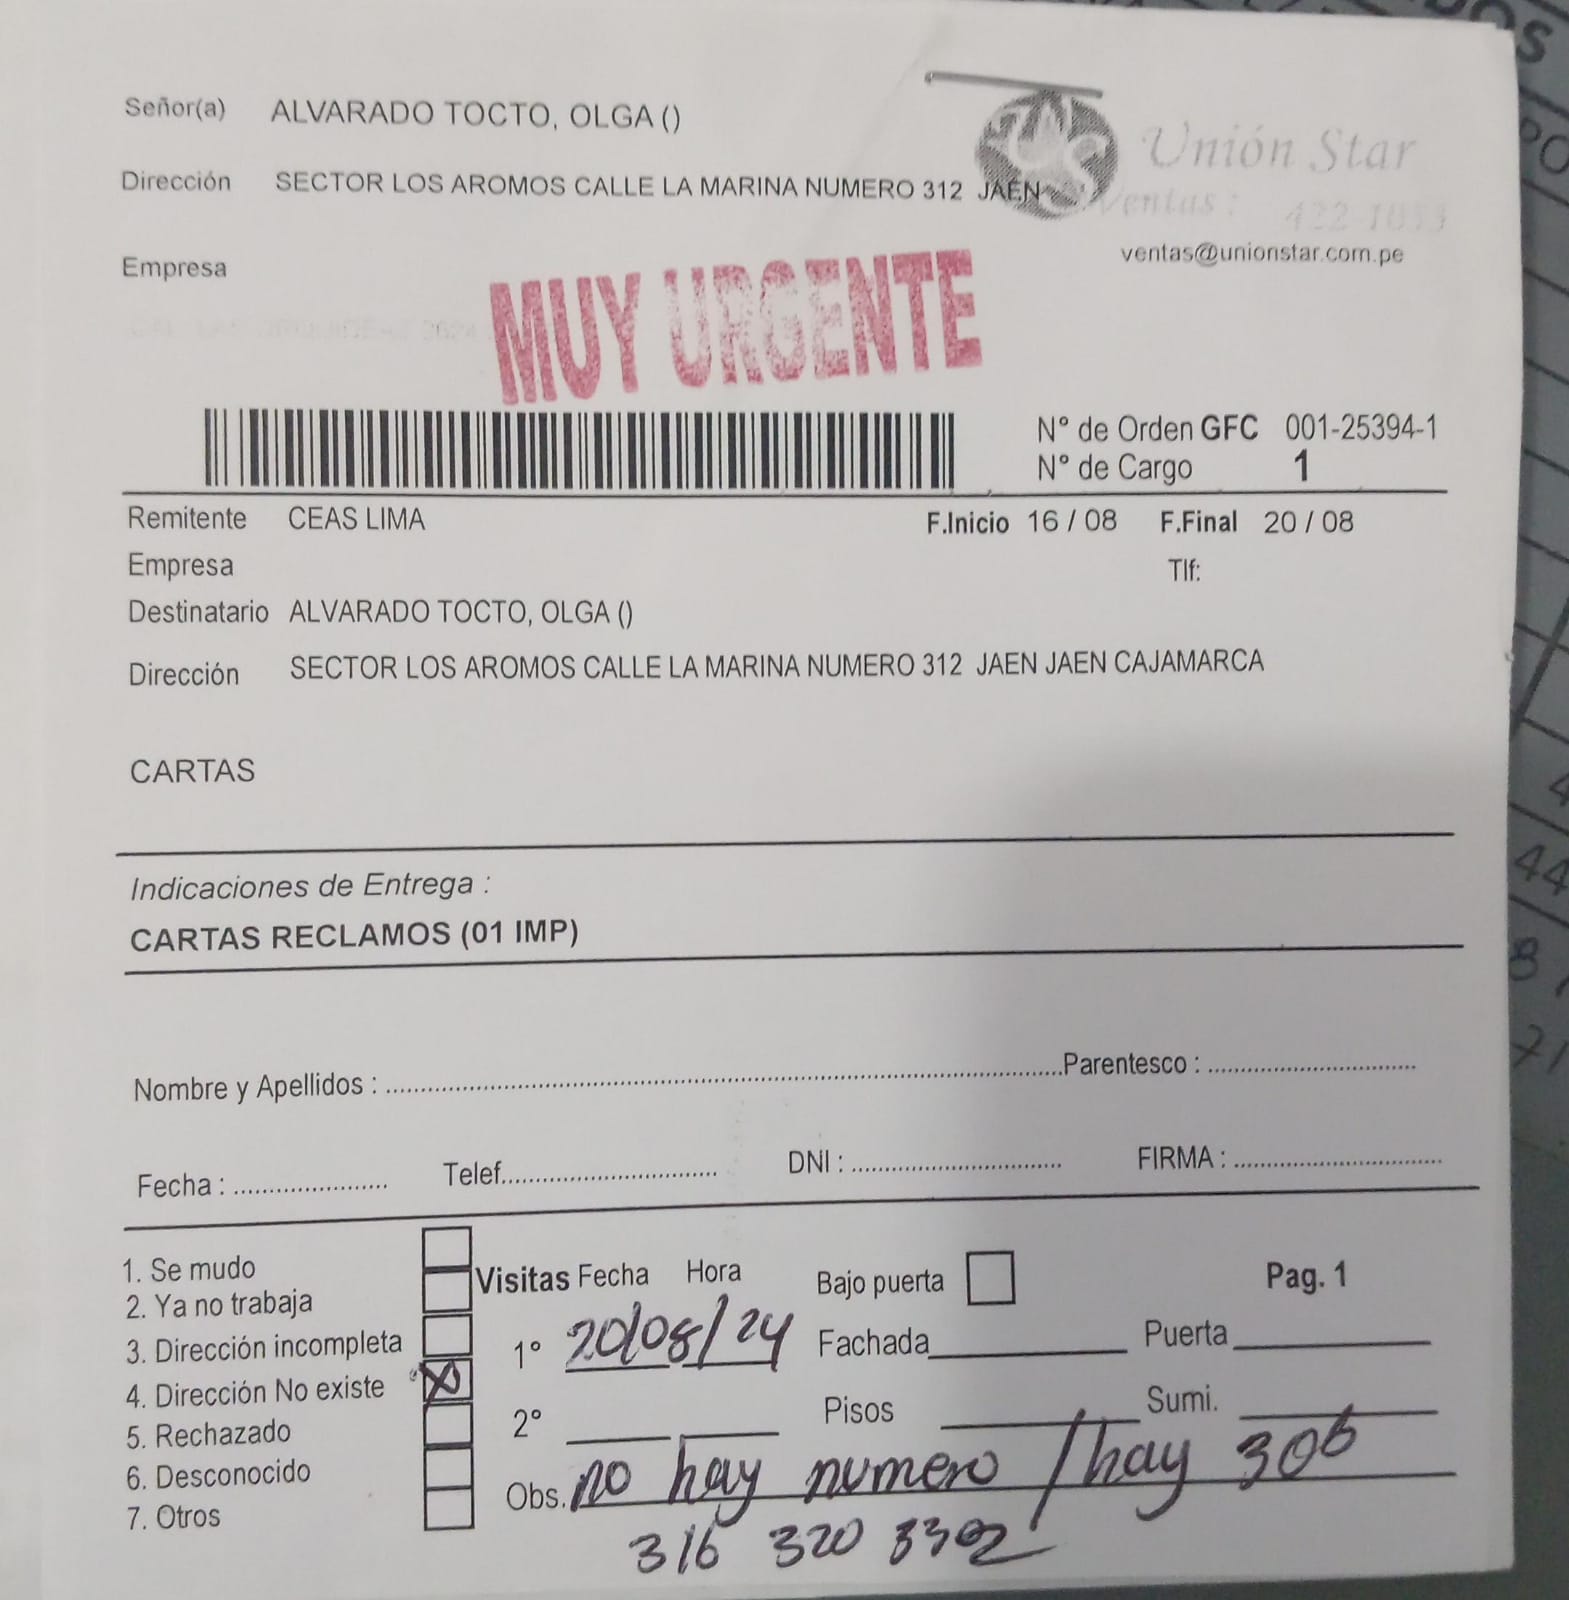 Señor(a) ALVARADO TOCTO, OLGA ()
Unión Star
Dirección SECTOR LOS AROMOS CALLE LA MARINA NUMERO 312 JAEN
Ventas :
ventas@unionstar.com.pe
Empresa
MUY URGENTE
N° de Orden GFC 001-25394-1
N° de Cargo 1
Remitente CEAS LIMA F.Inicio 16 / 08 F.Final 20 / 08
Empresa Tlf:
Destinatario ALVARADO TOCTO, OLGA ()
Dirección SECTOR LOS AROMOS CALLE LA MARINA NUMERO 312 JAEN JAEN CAJAMARCA
CARTAS
Indicaciones de Entrega :
CARTAS RECLAMOS (01 IMP)
Nombre y Apellidos : Parentesco :
Fecha : Telef. DNI : FIRMA :
1. Se mudo
2. Ya no trabaja
3. Dirección incompleta
4. Dirección No existe X
5. Rechazado
6. Desconocido
7. Otros
Visitas Fecha Hora Bajo puerta Pag. 1
1° 20/08/24 Fachada Puerta
2° Pisos Sumi.
Obs. no hay numero / hay 306
316 320